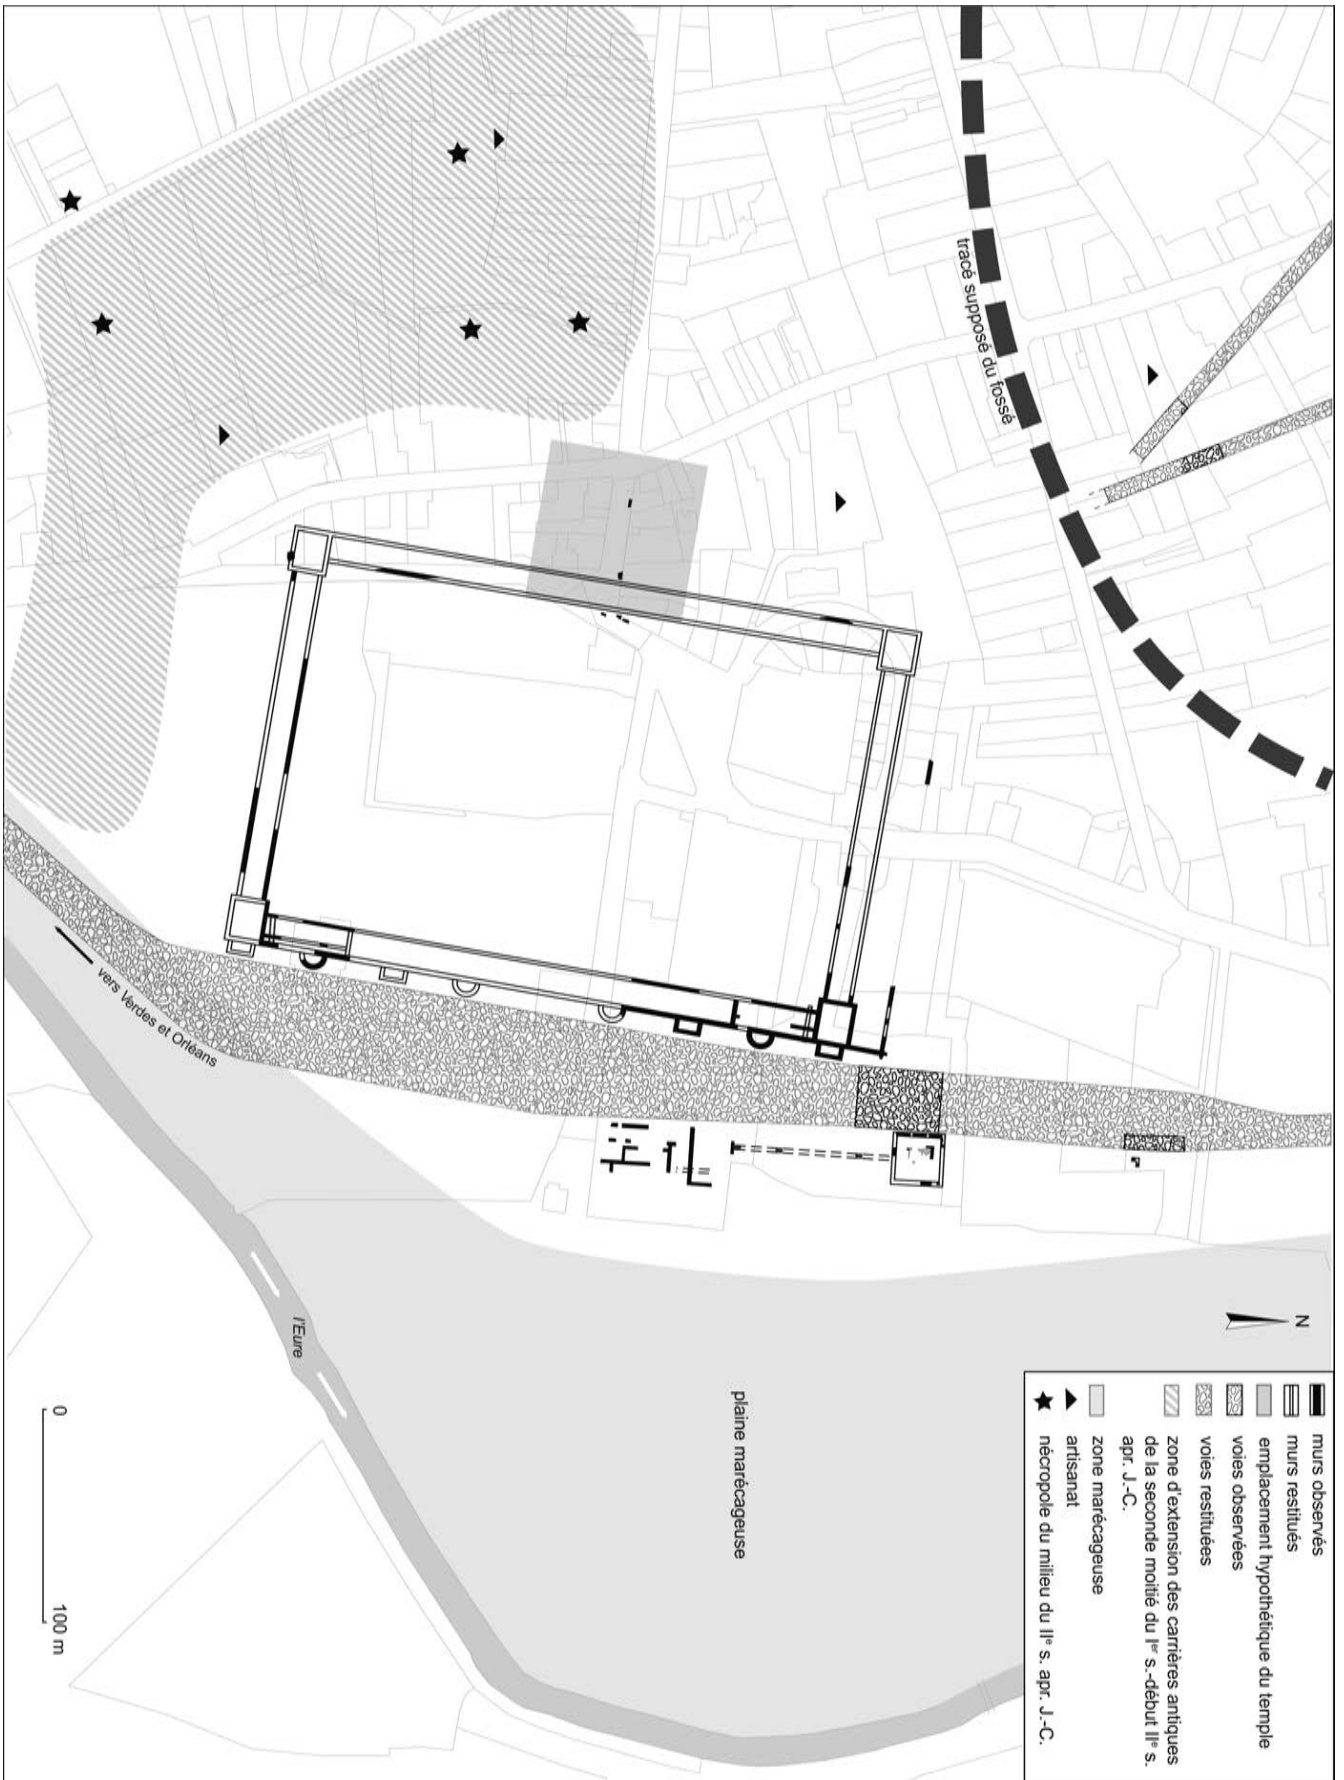 tracé supposé du fossé
N
murs observés
murs restitués
emplacement hypothétique du temple
voies observées
voies restituées
zone d'extension des carrières antiques
de la seconde moitié du Iᵉʳ s.-début IIᵉ s.
apr. J.-C.
zone marécageuse
artisanat
nécropole du milieu du IIᵉ s. apr. J.-C.
plaine marécageuse
l'Eure
vers Verdes et Orléans
0 100 m